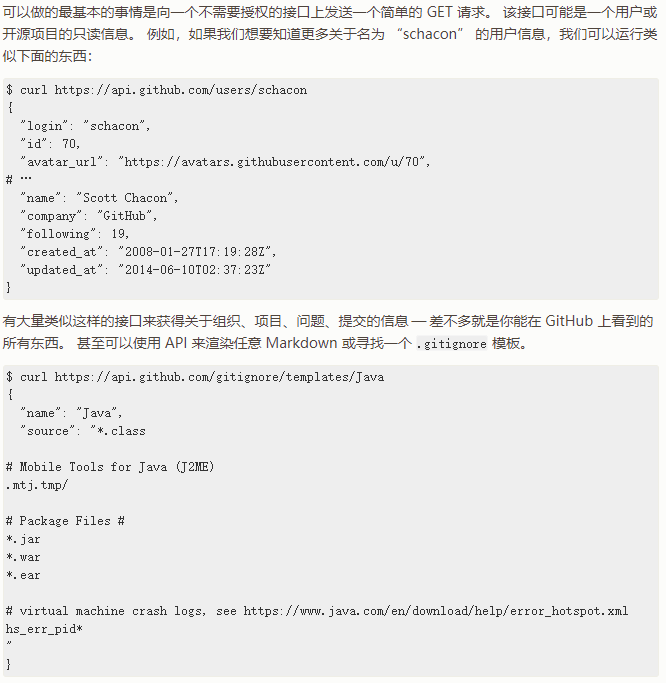 可以做的最基本的事情是向一个不需要授权的接口上发送一个简单的 GET 请求。 该接口可能是一个用户或
开源项目的只读信息。 例如，如果我们想要知道更多关于名为 “schacon” 的用户信息，我们可以运行类
似下面的东西：
$ curl https://api.github.com/users/schacon
{
  "login": "schacon",
  "id": 70,
  "avatar_url": "https://avatars.githubusercontent.com/u/70",
# …
  "name": "Scott Chacon",
  "company": "GitHub",
  "following": 19,
  "created_at": "2008-01-27T17:19:28Z",
  "updated_at": "2014-06-10T02:37:23Z"
}
有大量类似这样的接口来获得关于组织、项目、问题、提交的信息 — 差不多就是你能在 GitHub 上看到的
所有东西。 甚至可以使用 API 来渲染任意 Markdown 或寻找一个 .gitignore 模板。
$ curl https://api.github.com/gitignore/templates/Java
{
  "name": "Java",
  "source": "*.class

# Mobile Tools for Java (J2ME)
.mtj.tmp/

# Package Files #
*.jar
*.war
*.ear

# virtual machine crash logs, see https://www.java.com/en/download/help/error_hotspot.xml
hs_err_pid*
"
}